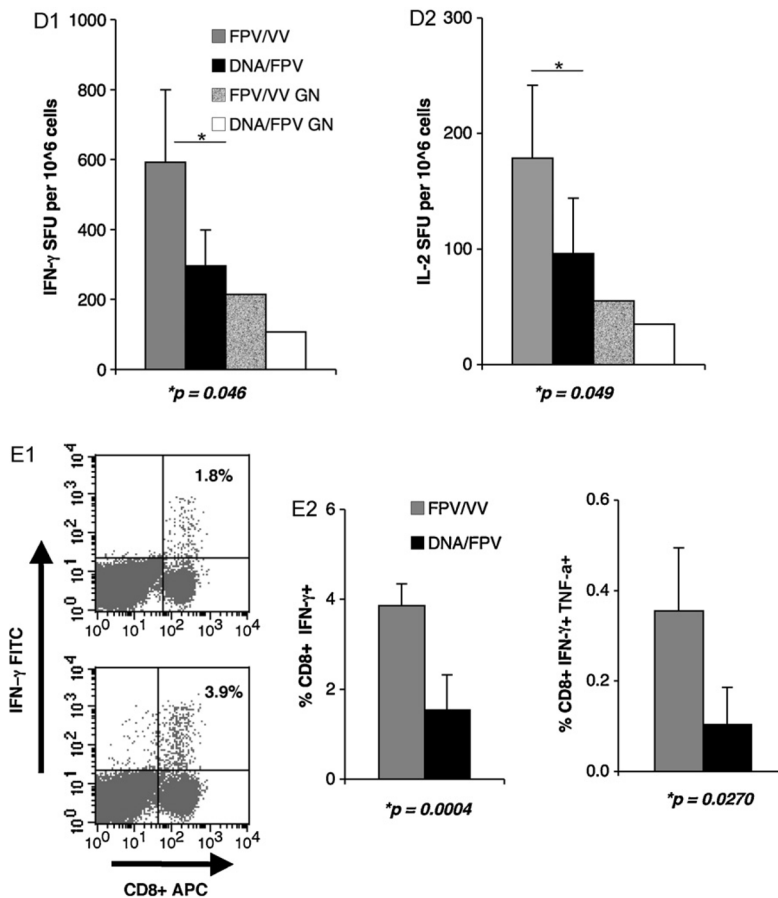 D1
IFN-γ SFU per 10^6 cells
1000
800
600
400
200
0
FPV/VV
DNA/FPV
FPV/VV GN
DNA/FPV GN
*
*p = 0.046
D2
IL-2 SFU per 10^6 cells
300
200
100
0
*
*p = 0.049
E1
IFN-γ FITC
10⁴
10³
10²
10¹
10⁰
1.8%
10⁰ 10¹ 10² 10³ 10⁴
10⁴
10³
10²
10¹
10⁰
3.9%
10⁰ 10¹ 10² 10³ 10⁴
CD8+ APC
E2
% CD8+ IFN-γ+
6
4
2
0
FPV/VV
DNA/FPV
*p = 0.0004
% CD8+ IFN-γ+ TNF-a+
0.6
0.4
0.2
0.0
*p = 0.0270